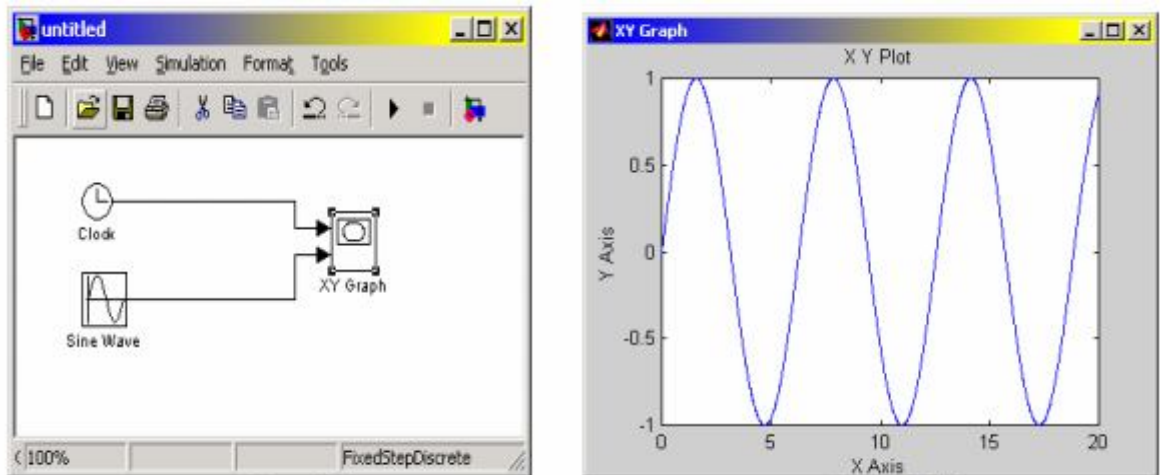 untitled
File Edit View Simulation Format Tools
Clock
XY Graph
Sine Wave
100%
FixedStepDiscrete
XY Graph
X Y Plot
1
0.5
0
-0.5
-1
Y Axis
0 5 10 15 20
X Axis